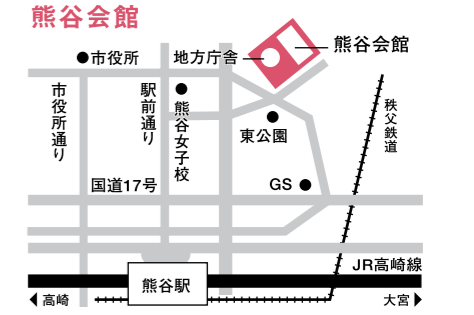 熊谷会館
熊谷会館
市役所
地方庁舎
市役所通り
駅前通り
熊谷女子校
東公園
秩父鉄道
国道17号
GS
JR高崎線
熊谷駅
高崎
大宮